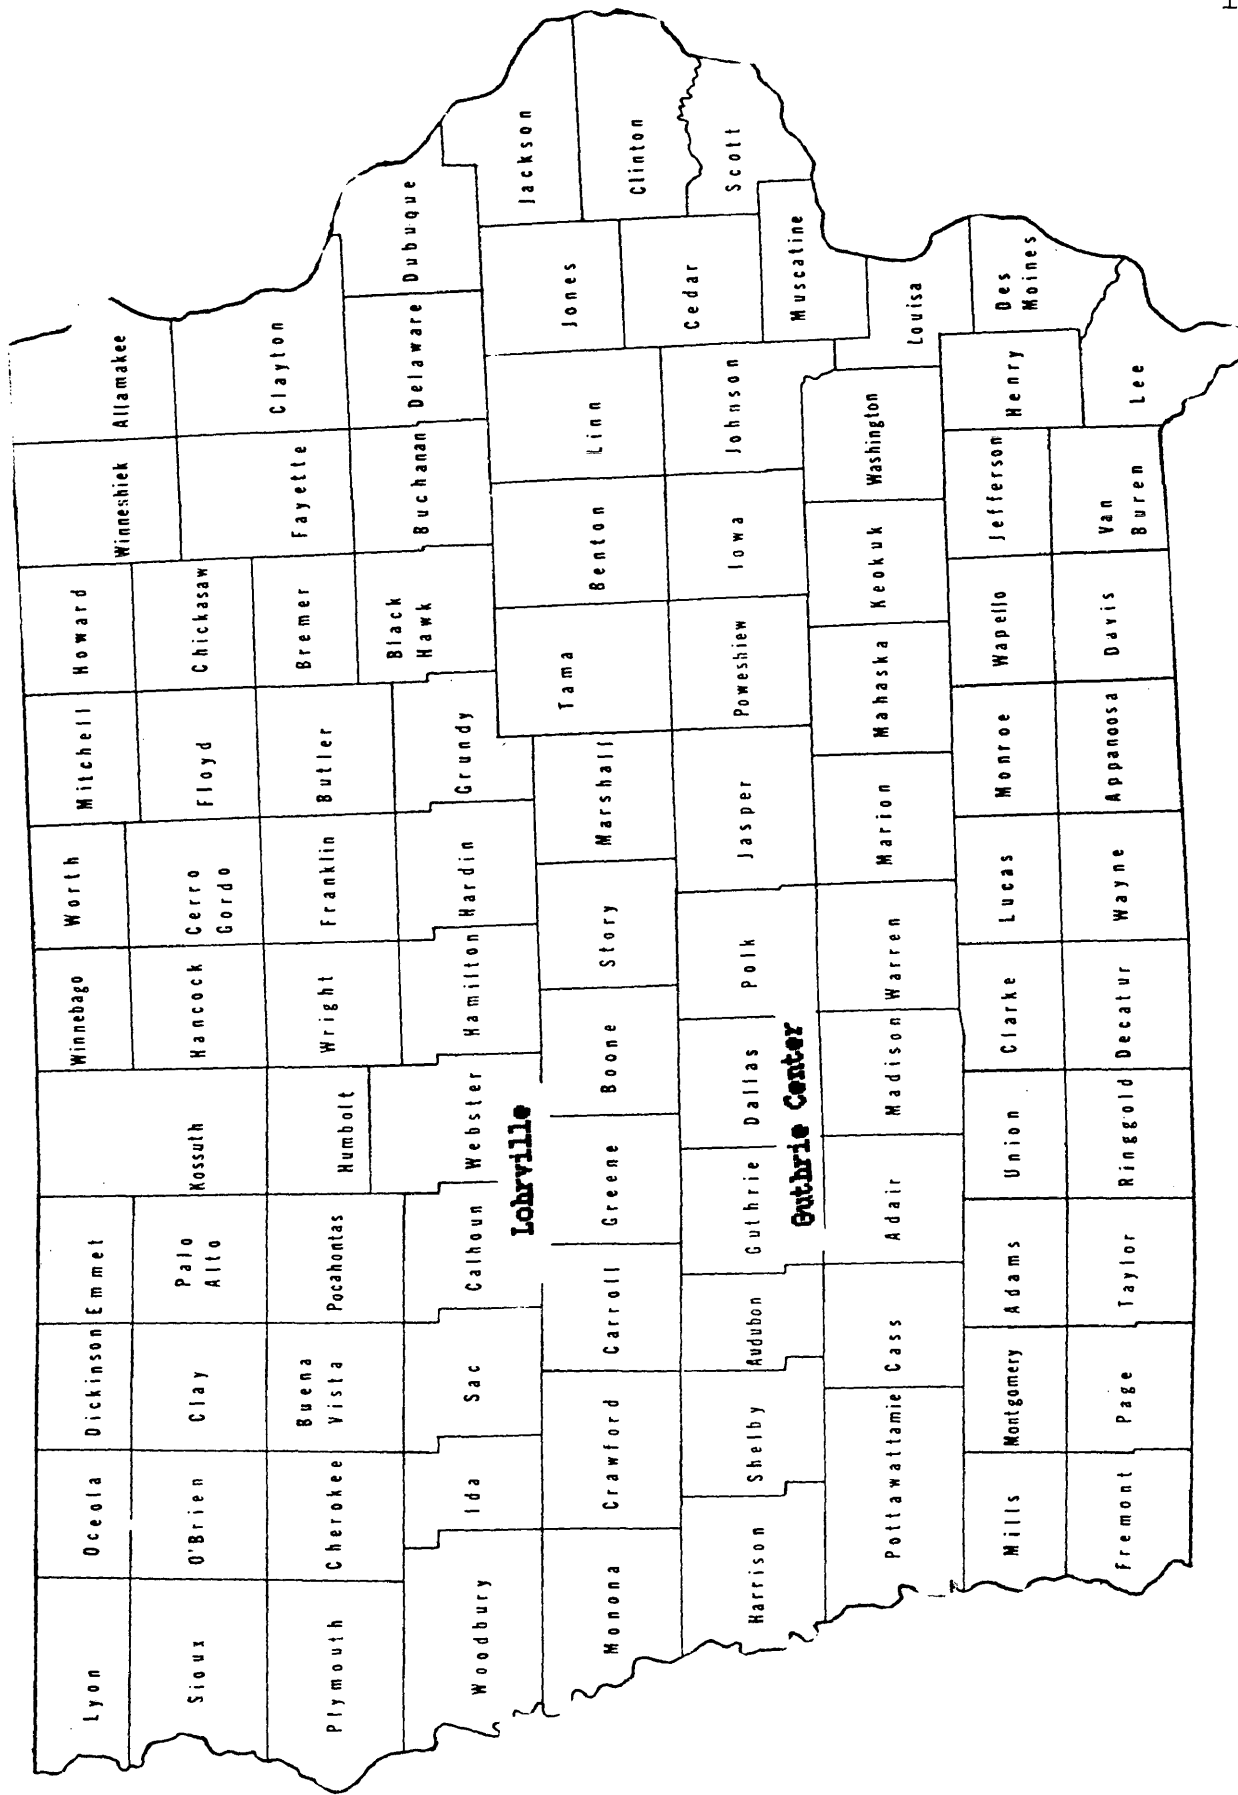 Lyon
Oceola
Dickinson
Emmet
Winnebago
Worth
Mitchell
Howard
Winneshiek
Allamakee
Kossuth
Sioux
O'Brien
Clay
Palo
Alto
Hancock
Cerro
Gordo
Floyd
Chickasaw
Fayette
Clayton
Plymouth
Cherokee
Buena
Vista
Pocahontas
Humbolt
Wright
Franklin
Butler
Bremer
Black
Hawk
Buchanan
Delaware
Dubuque
Woodbury
Ida
Sac
Calhoun
Webster
Hamilton
Hardin
Grundy
Lohrville
Tama
Benton
Linn
Jones
Jackson
Monona
Crawford
Carroll
Greene
Boone
Story
Marshall
Clinton
Cedar
Scott
Harrison
Shelby
Audubon
Guthrie
Dallas
Polk
Jasper
Poweshiew
Iowa
Johnson
Muscatine
Guthrie Center
Pottawattamie
Cass
Adair
Madison
Warren
Marion
Mahaska
Keokuk
Washington
Louisa
Mills
Montgomery
Adams
Union
Clarke
Lucas
Monroe
Wapello
Jefferson
Henry
Des
Moines
Fremont
Page
Taylor
Ringgold
Decatur
Wayne
Appanoosa
Davis
Van
Buren
Lee